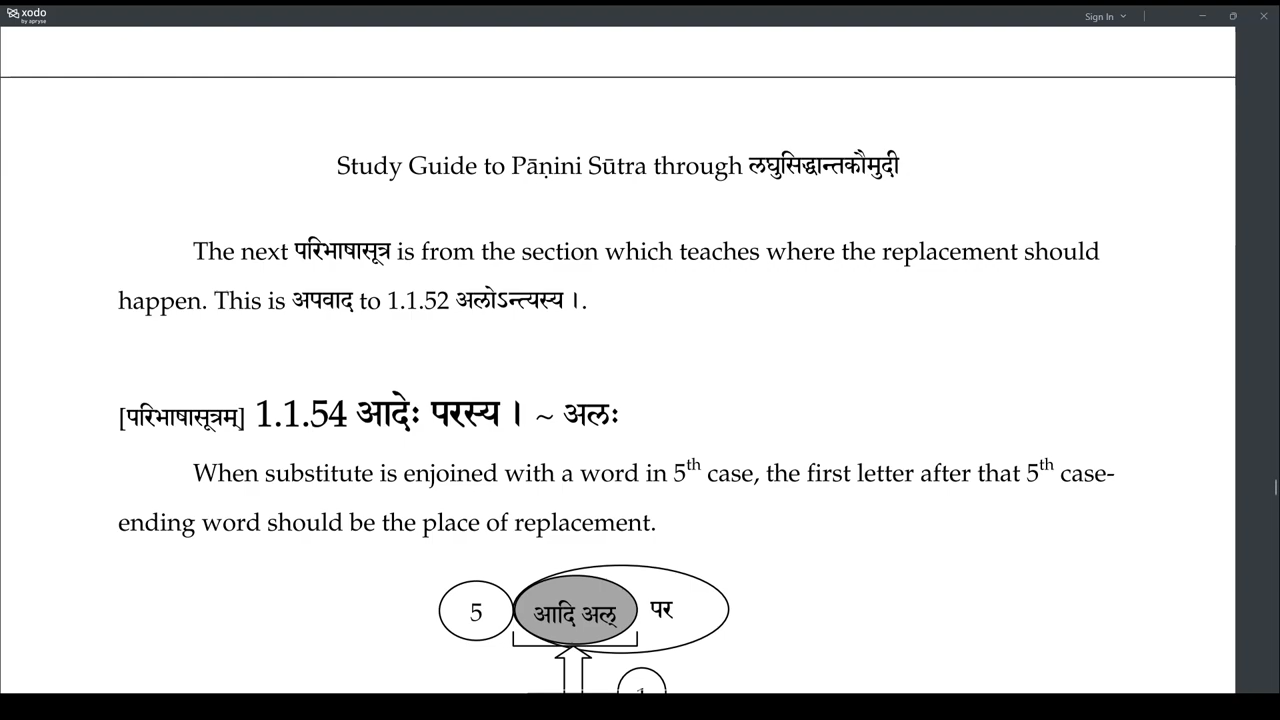 xodo
by apryse
Sign In
Study Guide to Pāṇini Sūtra through लघुसिद्धान्तकौमुदी
The next परिभाषासूत्र is from the section which teaches where the replacement should
happen. This is अपवाद to 1.1.52 अलोऽन्त्यस्य ।.
[परिभाषासूत्रम्] 1.1.54 आदेः परस्य । ~ अलः
When substitute is enjoined with a word in 5th case, the first letter after that 5th case-
ending word should be the place of replacement.
5 आदि अल् पर